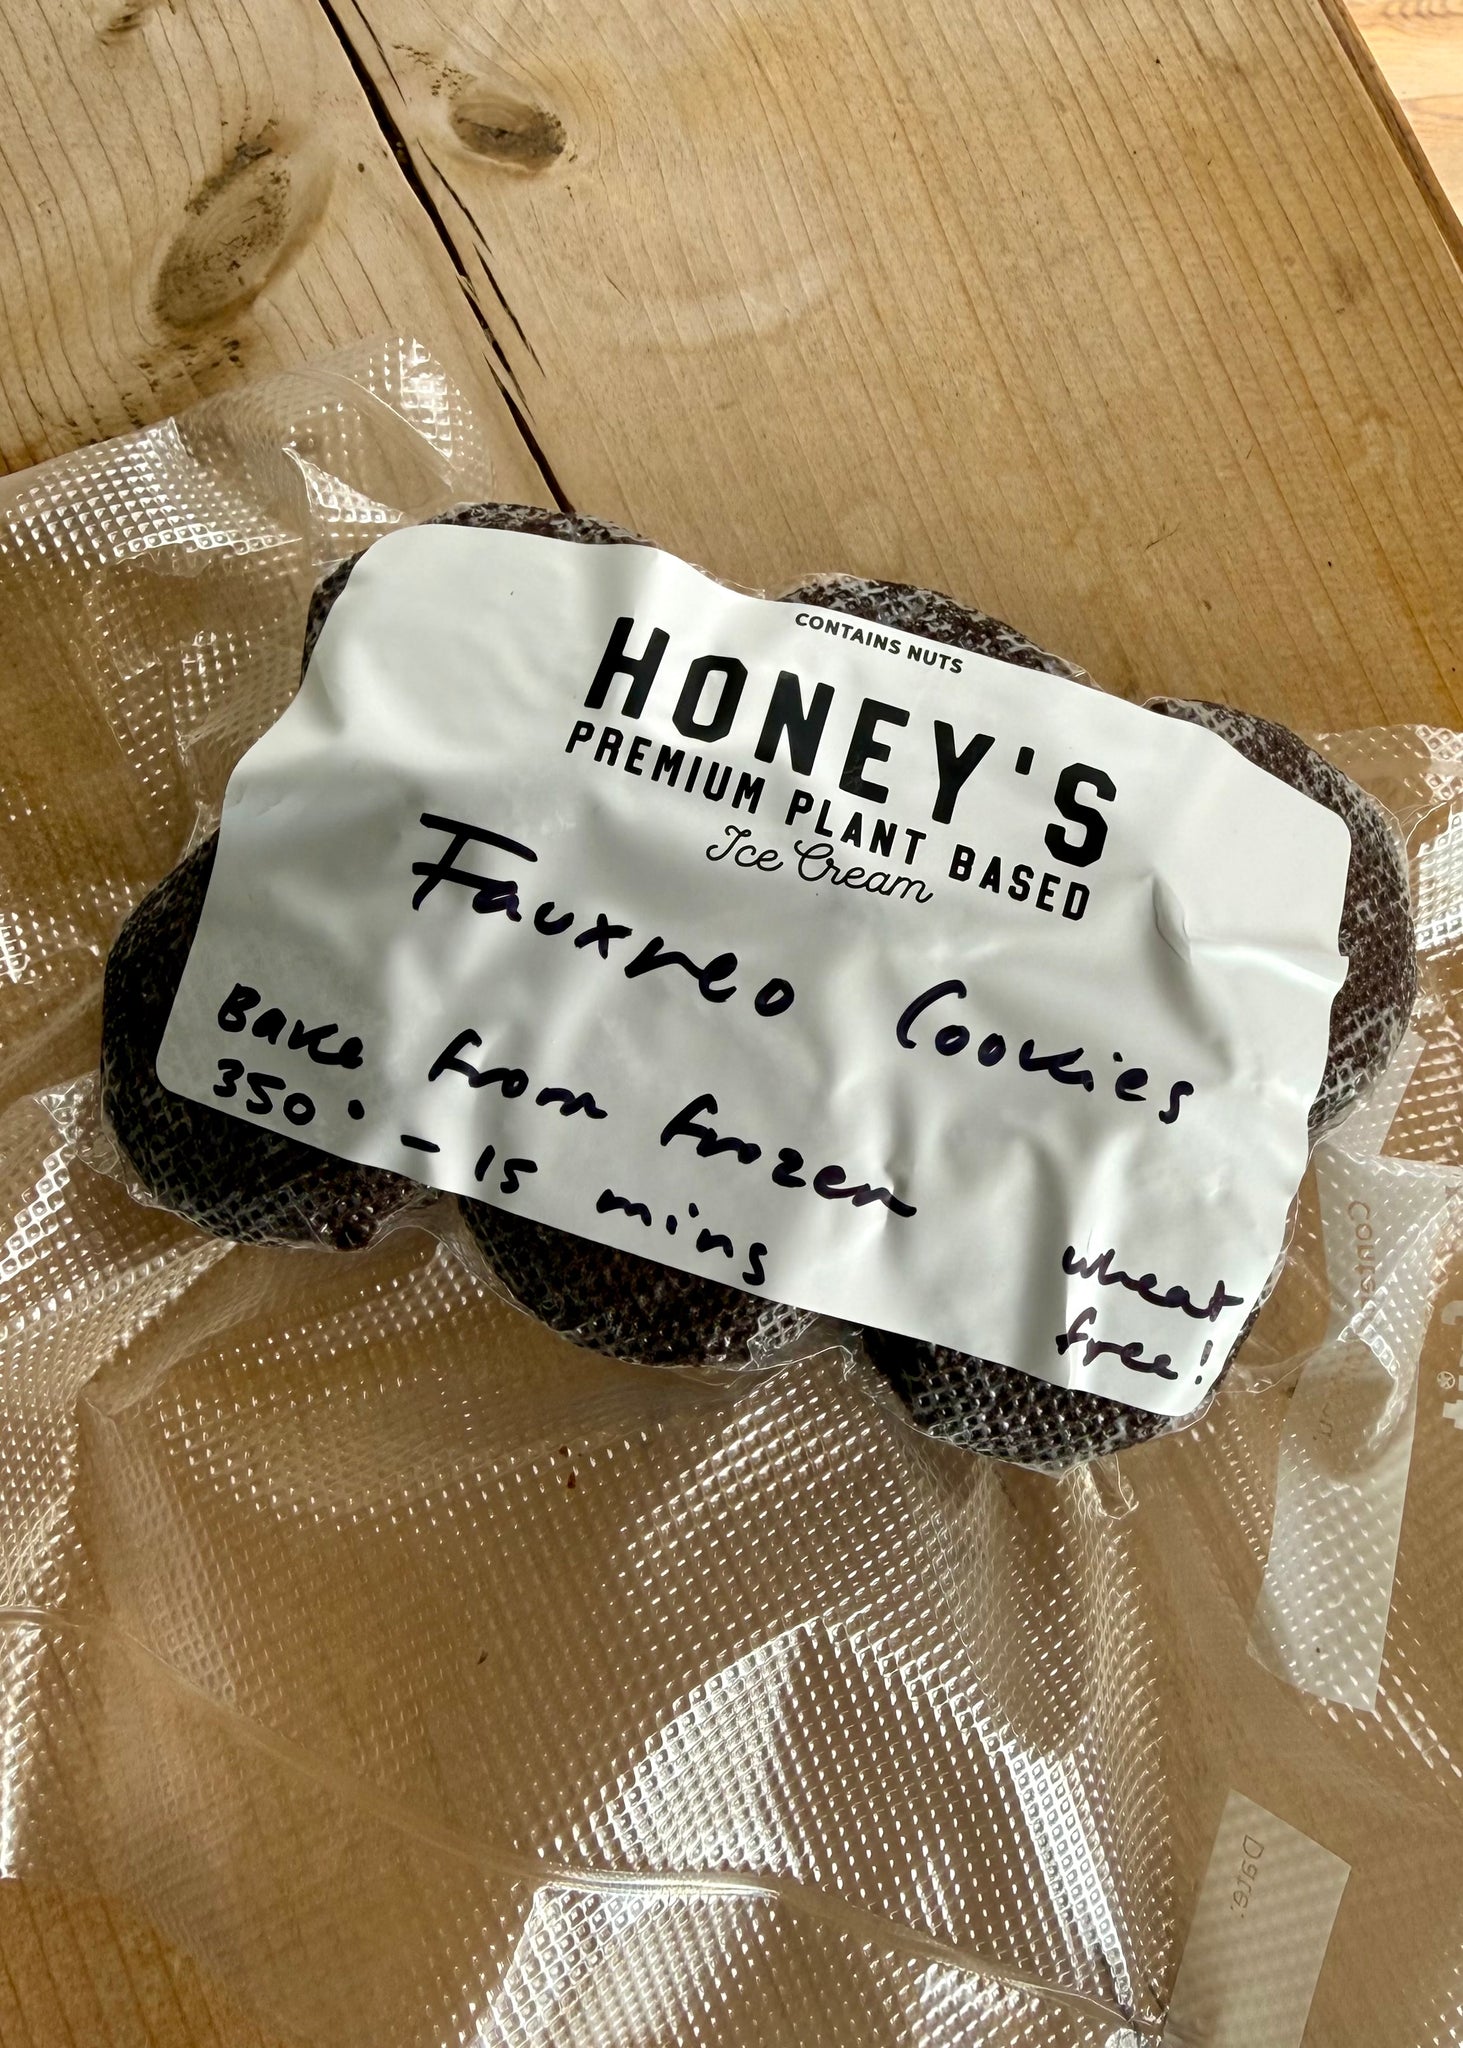 CONTAINS NUTS
HONEY'S
PREMIUM PLANT BASED
Ice Cream
Fauxreo Cookies
Bake from frozen
350° - 15 mins
wheat
free!
Date: